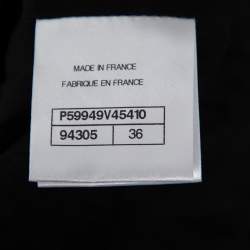 MADE IN FRANCE
FABRIQUE EN FRANCE
P59949V45410
94305 36